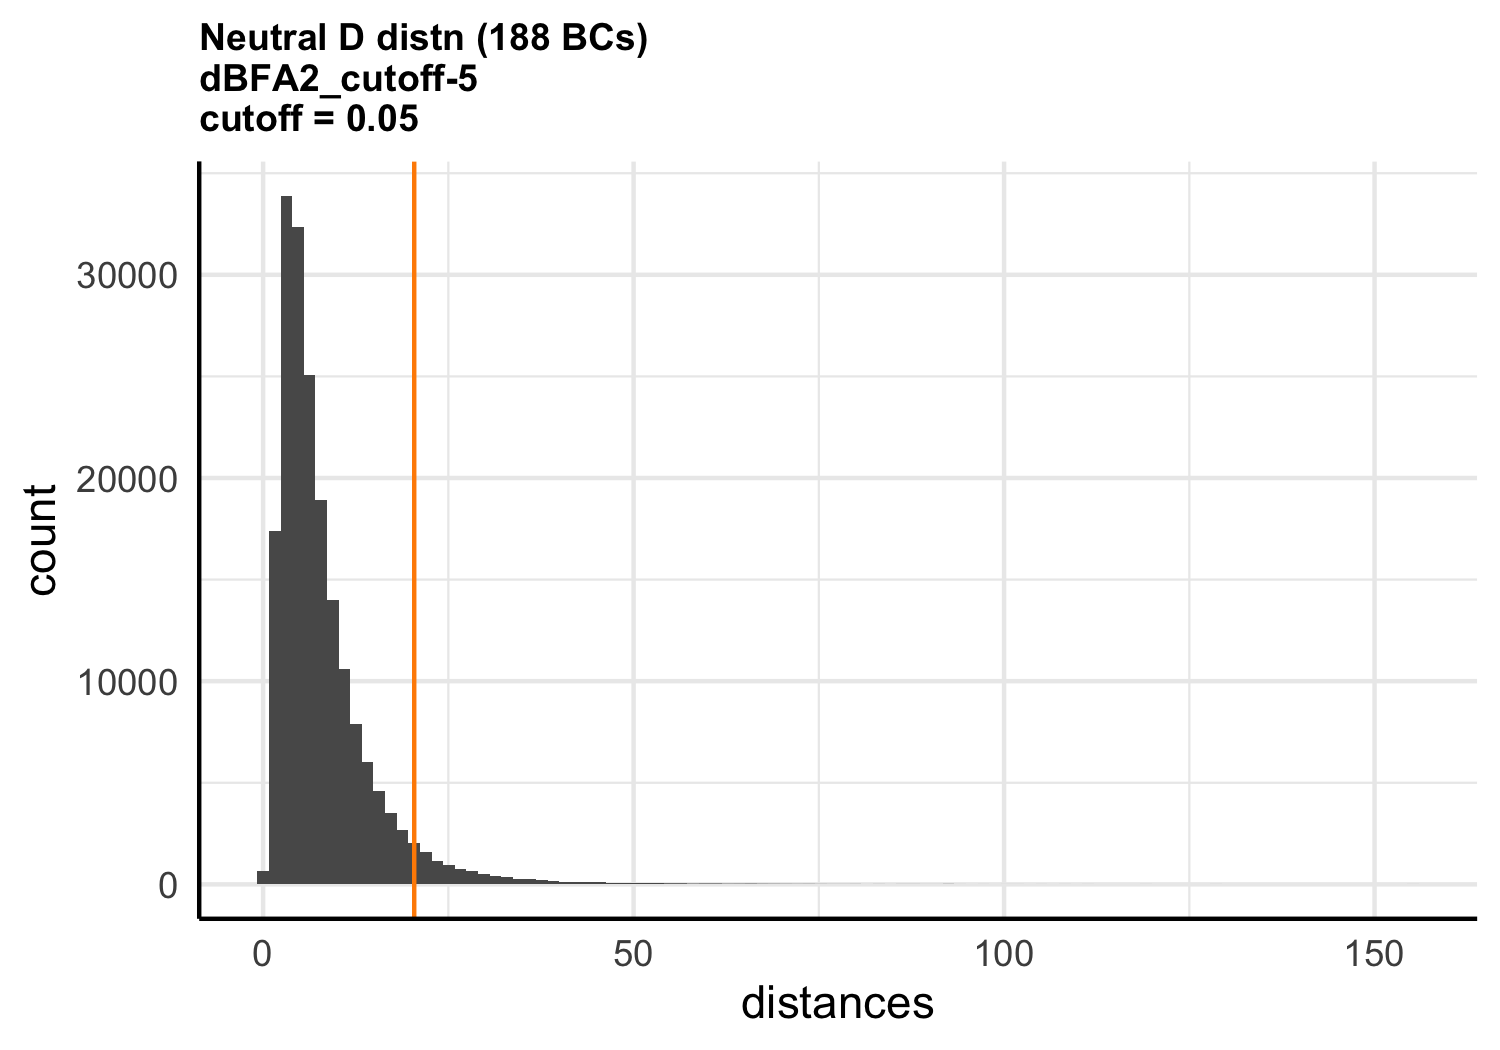 Neutral D distn (188 BCs)
dBFA2_cutoff-5
cutoff = 0.05
30000
20000
10000
0
count
0 50 100 150
distances